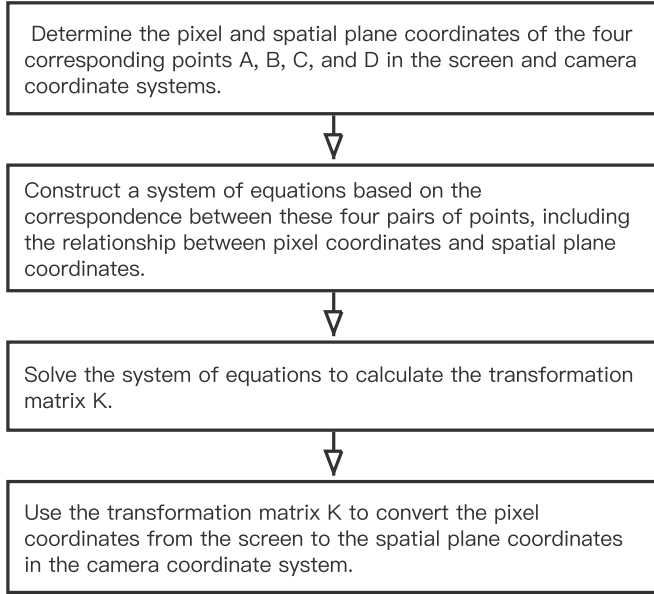 Determine the pixel and spatial plane coordinates of the four
corresponding points A, B, C, and D in the screen and camera
coordinate systems.
Construct a system of equations based on the
correspondence between these four pairs of points, including
the relationship between pixel coordinates and spatial plane
coordinates.
Solve the system of equations to calculate the transformation
matrix K.
Use the transformation matrix K to convert the pixel
coordinates from the screen to the spatial plane coordinates
in the camera coordinate system.